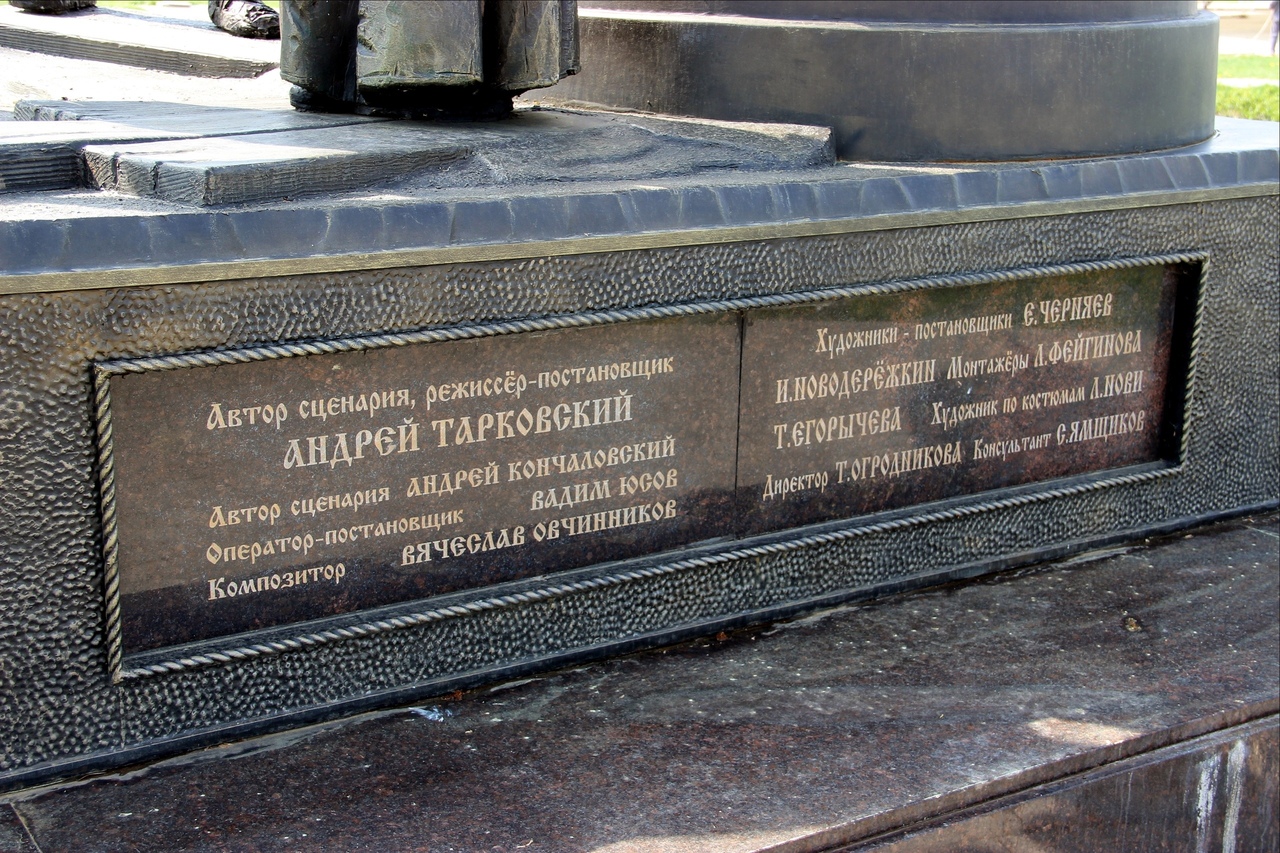 Автор сценария, режиссёр-постановщик
АНДРЕЙ ТАРКОВСКИЙ
Автор сценария АНДРЕЙ КОНЧАЛОВСКИЙ
Оператор-постановщик ВАДИМ ЮСОВ
Композитор ВЯЧЕСЛАВ ОВЧИННИКОВ
Художники - постановщики Е.ЧЕРНЯЕВ
И.НОВОДЕРЁЖКИН Монтажёры Л.ФЕЙГИНОВА
Т.ЕГОРЫЧЕВА Художник по костюмам Л.НОВИ
Директор Т.ОГРОДНИКОВА Консультант С.ЯМЩИКОВ